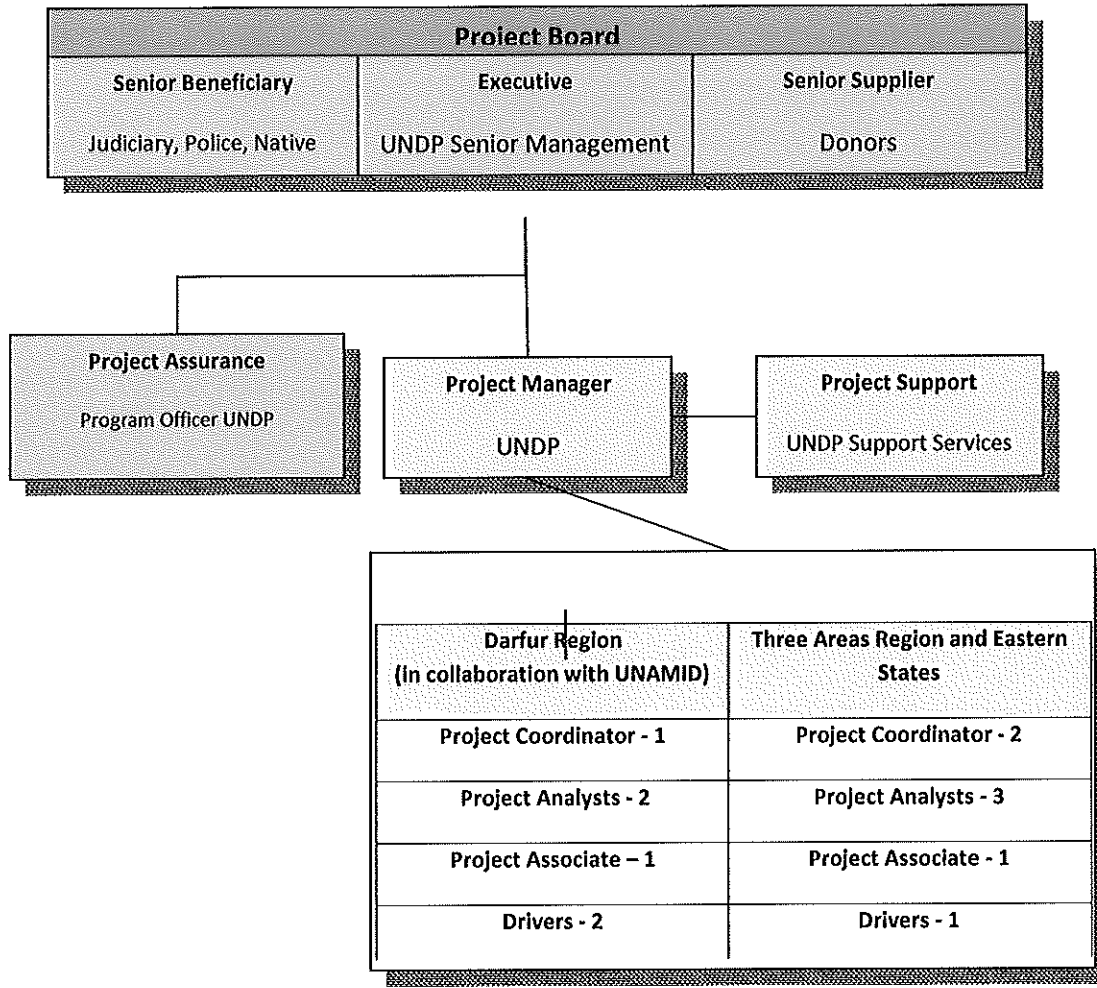 Project Board
Senior Beneficiary
Judiciary, Police, Native
Executive
UNDP Senior Management
Senior Supplier
Donors
Project Assurance
Program Officer UNDP
Project Manager
UNDP
Project Support
UNDP Support Services
Darfur Region
(in collaboration with UNAMID)
Three Areas Region and Eastern
States
Project Coordinator - 1
Project Coordinator - 2
Project Analysts - 2
Project Analysts - 3
Project Associate – 1
Project Associate - 1
Drivers - 2
Drivers - 1